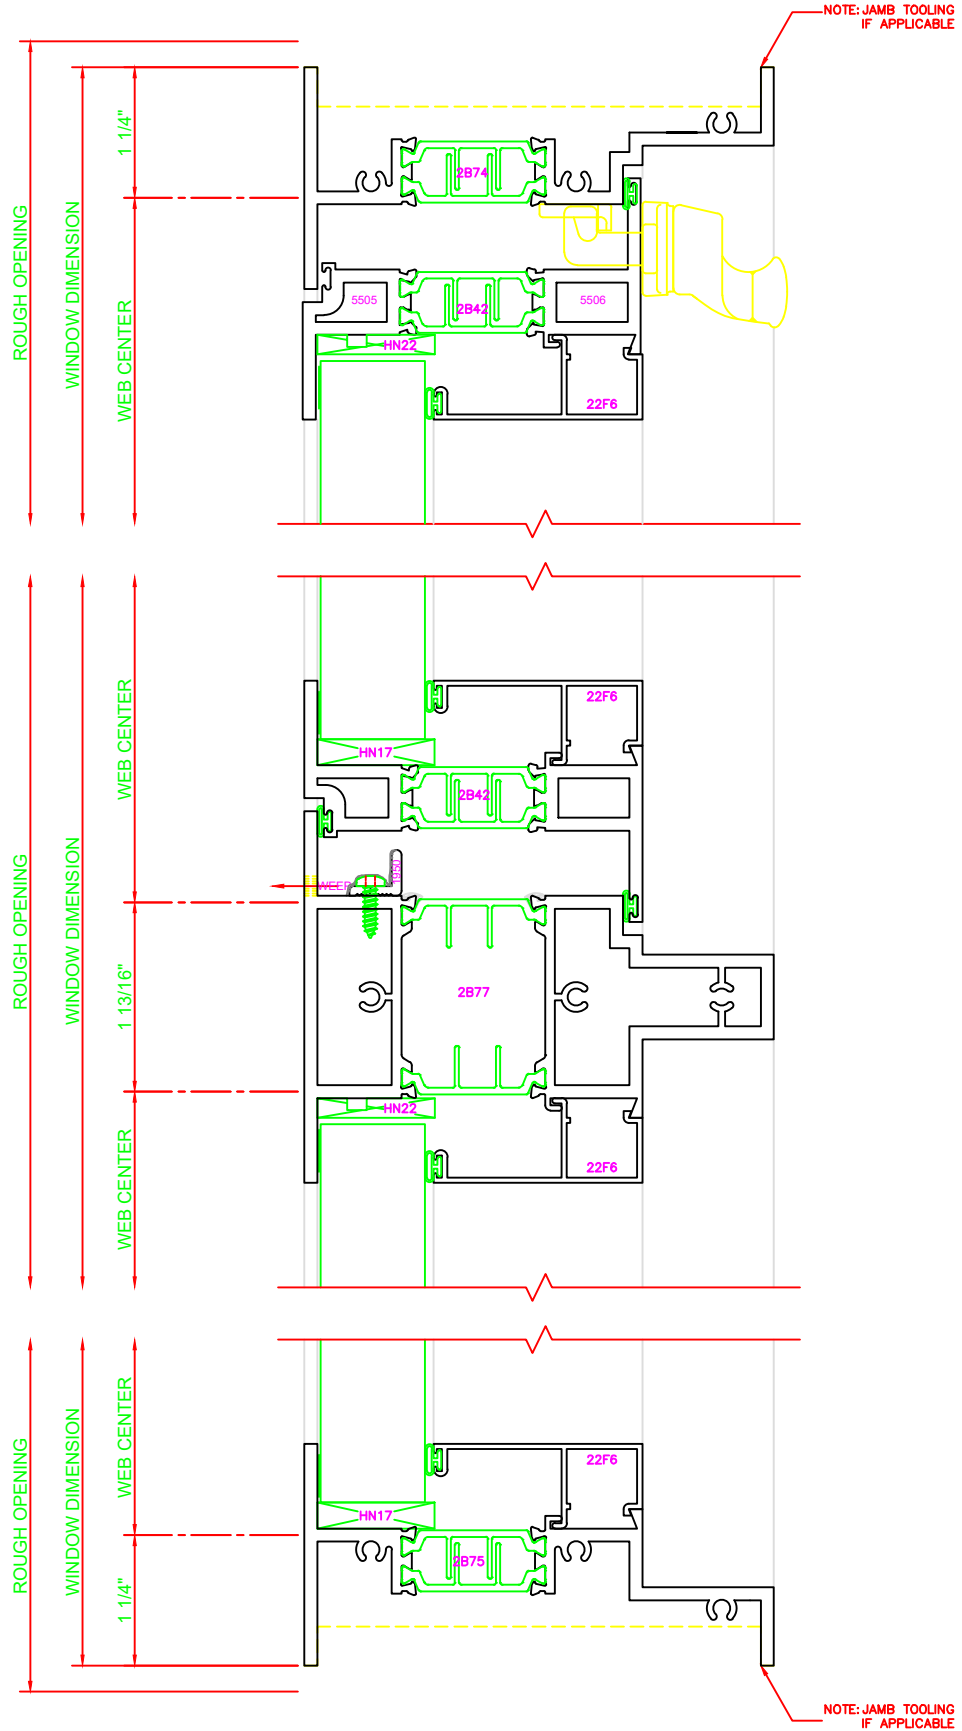 NOTE: JAMB TOOLING
IF APPLICABLE
1 1/4"
ROUGH OPENING
WINDOW DIMENSION
WEB CENTER
2B74
5505
2B42
5506
HN22
22F6
WEB CENTER
WINDOW DIMENSION
ROUGH OPENING
1 13/16"
WEB CENTER
22F6
HN17
2B42
1950
WEEP
2B77
HN22
22F6
WEB CENTER
WINDOW DIMENSION
ROUGH OPENING
1 1/4"
22F6
HN17
2B75
NOTE: JAMB TOOLING
IF APPLICABLE